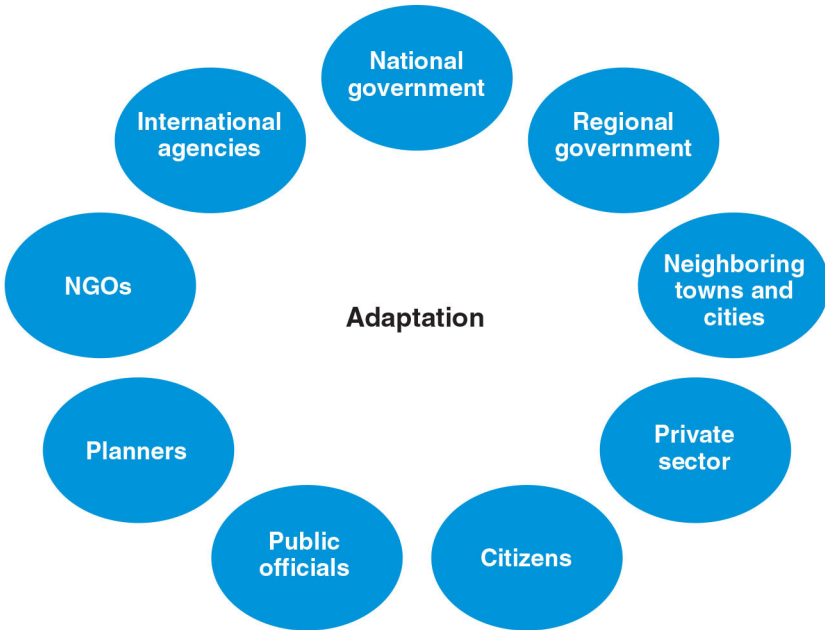 National
government
International
agencies
Regional
government
NGOs
Neighboring
towns and
cities
Adaptation
Planners
Private
sector
Public
officials
Citizens